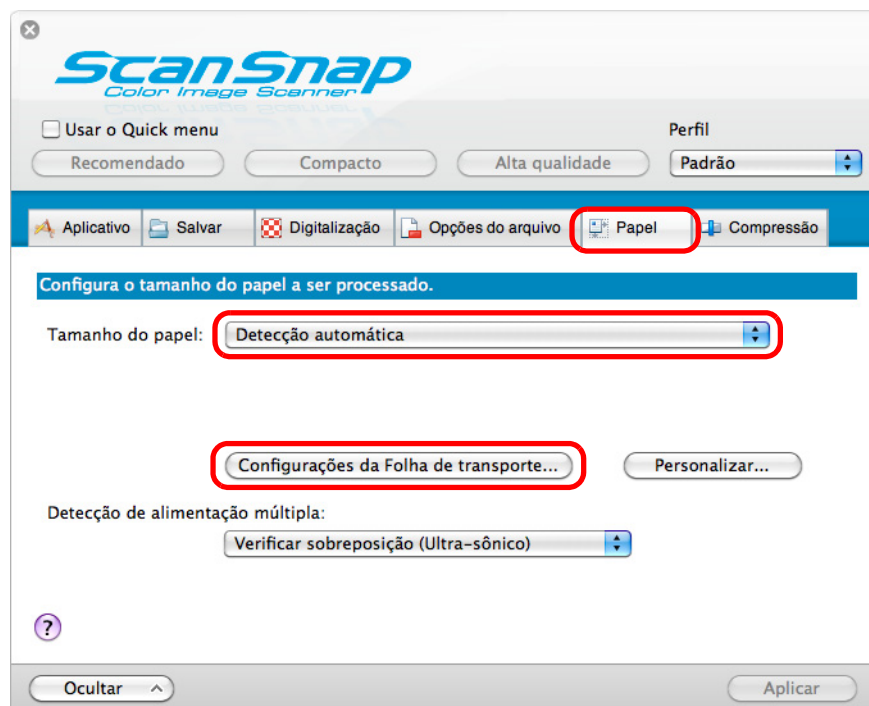 ScanSnap
Color Image Scanner
Usar o Quick menu
Perfil
Recomendado Compacto Alta qualidade Padrão
Aplicativo Salvar Digitalização Opções do arquivo Papel Compressão
Configura o tamanho do papel a ser processado.
Tamanho do papel: Detecção automática
Configurações da Folha de transporte... Personalizar...
Detecção de alimentação múltipla:
Verificar sobreposição (Ultra-sônico)
?
Ocultar Aplicar